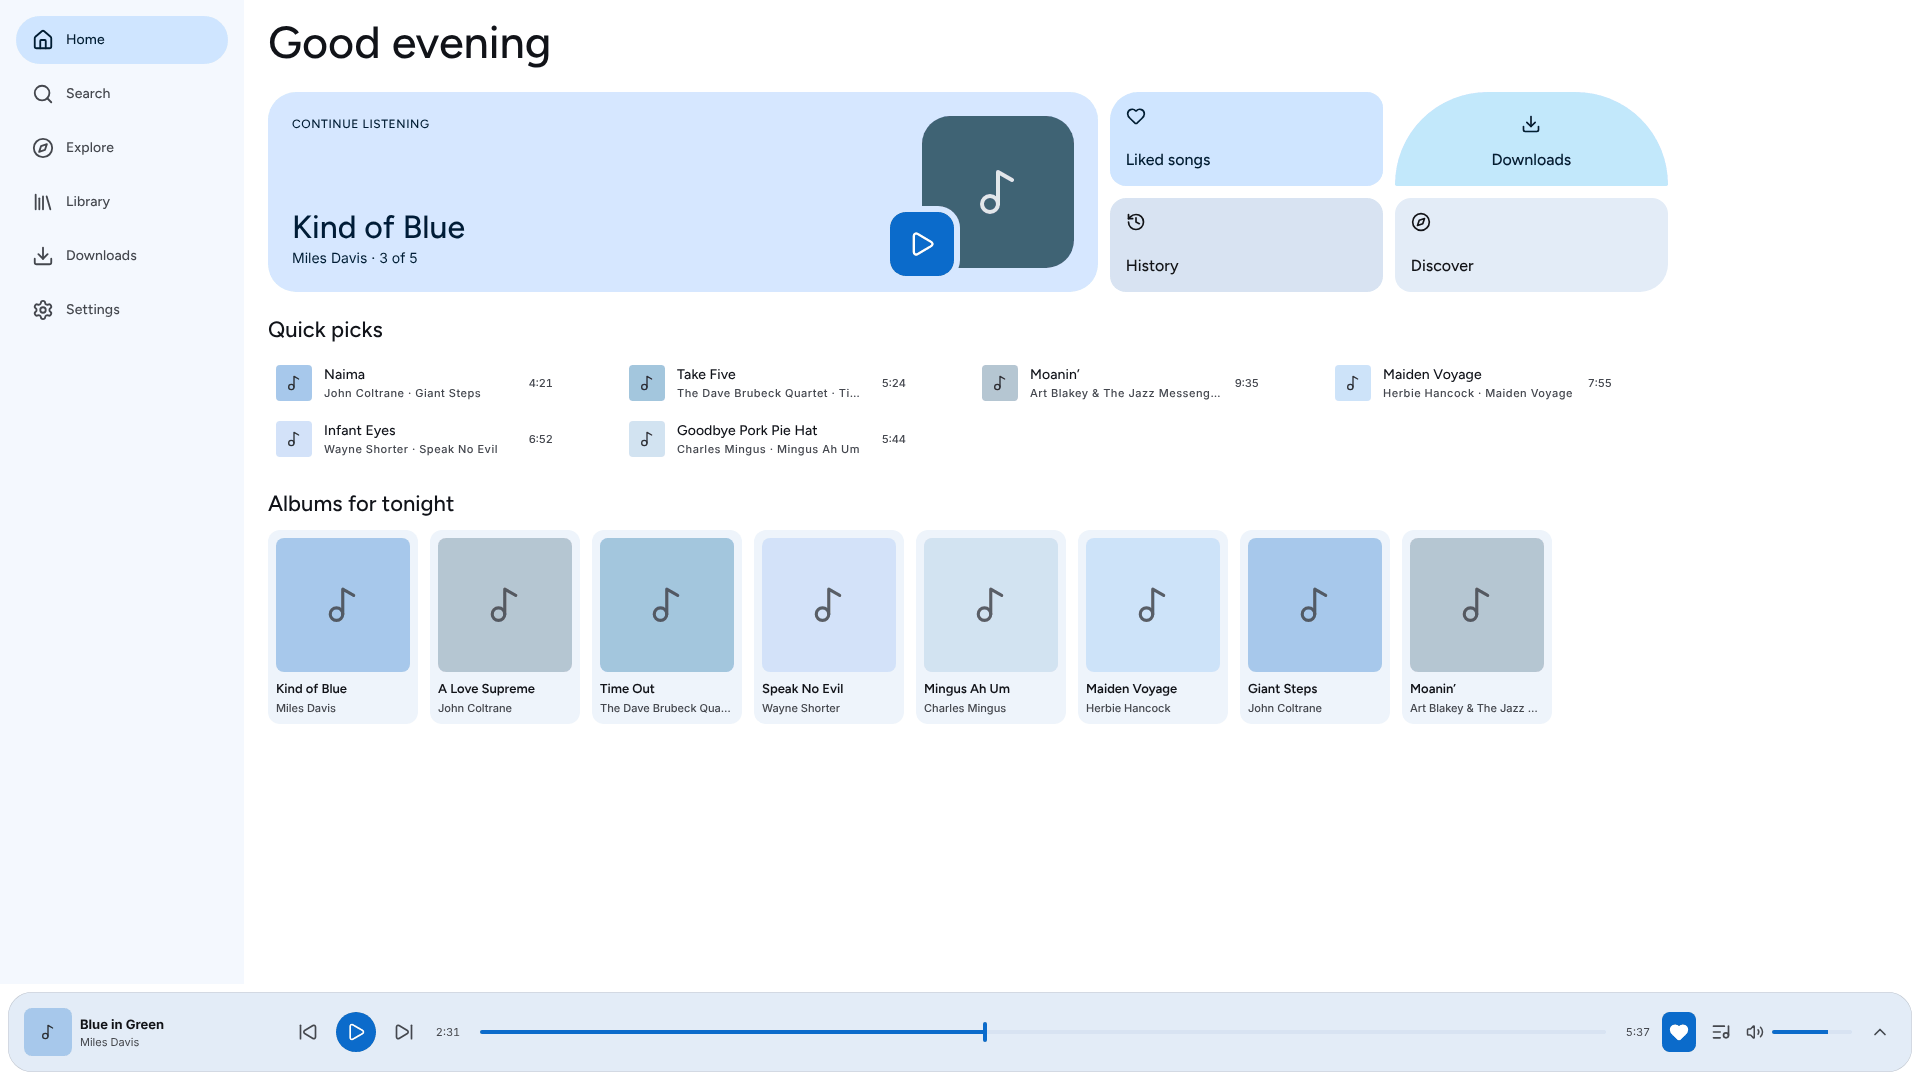 Home
Search
Explore
Library
Downloads
Settings
Good evening
CONTINUE LISTENING
Kind of Blue
Miles Davis · 3 of 5
Liked songs
Downloads
History
Discover
Quick picks
Naima
John Coltrane · Giant Steps
4:21
Take Five
The Dave Brubeck Quartet · Ti...
5:24
Moanin’
Art Blakey & The Jazz Messeng...
9:35
Maiden Voyage
Herbie Hancock · Maiden Voyage
7:55
Infant Eyes
Wayne Shorter · Speak No Evil
6:52
Goodbye Pork Pie Hat
Charles Mingus · Mingus Ah Um
5:44
Albums for tonight
Kind of Blue
Miles Davis
A Love Supreme
John Coltrane
Time Out
The Dave Brubeck Qua...
Speak No Evil
Wayne Shorter
Mingus Ah Um
Charles Mingus
Maiden Voyage
Herbie Hancock
Giant Steps
John Coltrane
Moanin’
Art Blakey & The Jazz ...
Blue in Green
Miles Davis
2:31
5:37